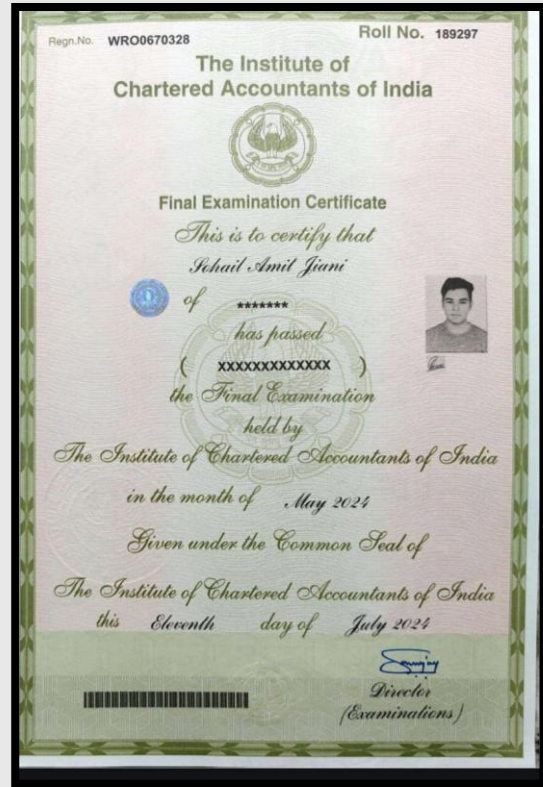 Regn.No. WRO0670328
Roll No. 189297
The Institute of
Chartered Accountants of India
Final Examination Certificate
This is to certify that
Sohail Amit Jiani
of *******
has passed
( xxxxxxxxxxxxx )
the Final Examination
held by
The Institute of Chartered Accountants of India
in the month of May 2024
Given under the Common Seal of
The Institute of Chartered Accountants of India
this Eleventh day of July 2024
Director
(Examinations)